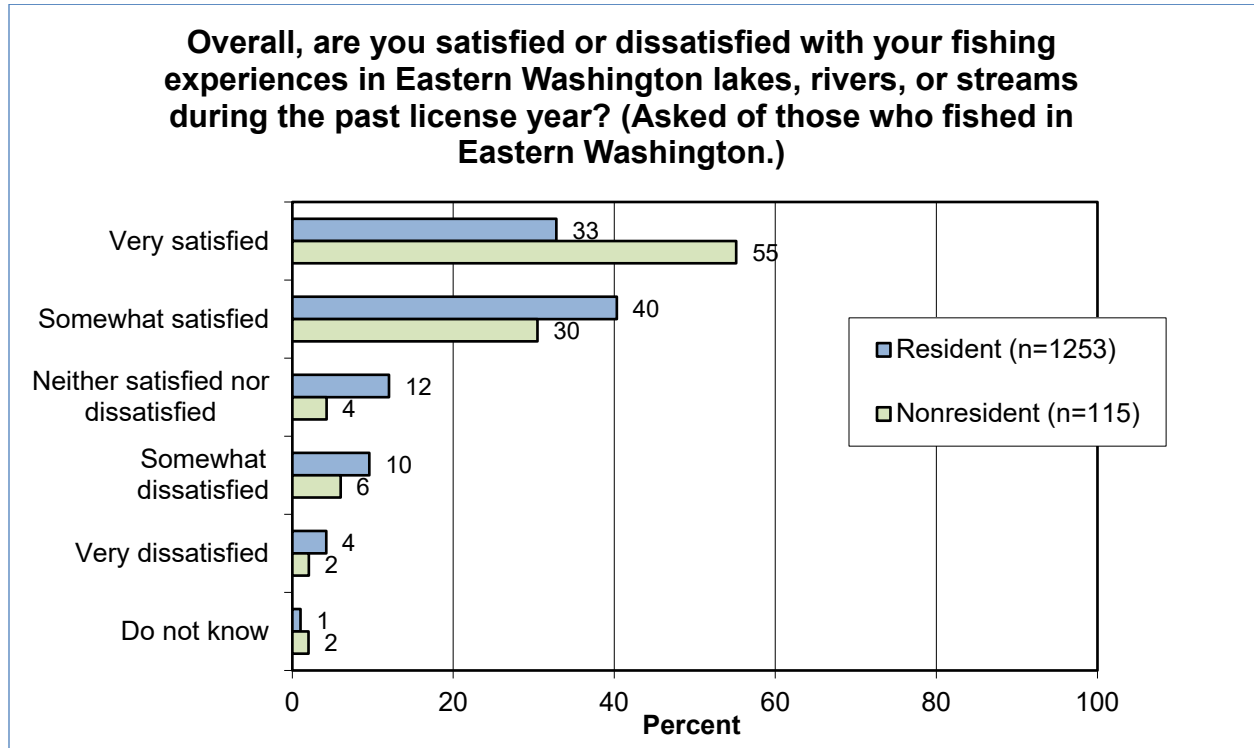 Overall, are you satisfied or dissatisfied with your fishing
experiences in Eastern Washington lakes, rivers, or streams
during the past license year? (Asked of those who fished in
Eastern Washington.)
Very satisfied
33
55
Somewhat satisfied
40
30
Neither satisfied nor
dissatisfied
12
4
Somewhat
dissatisfied
10
6
Very dissatisfied
4
2
Do not know
1
2
Resident (n=1253)
Nonresident (n=115)
0 20 40 60 80 100
Percent